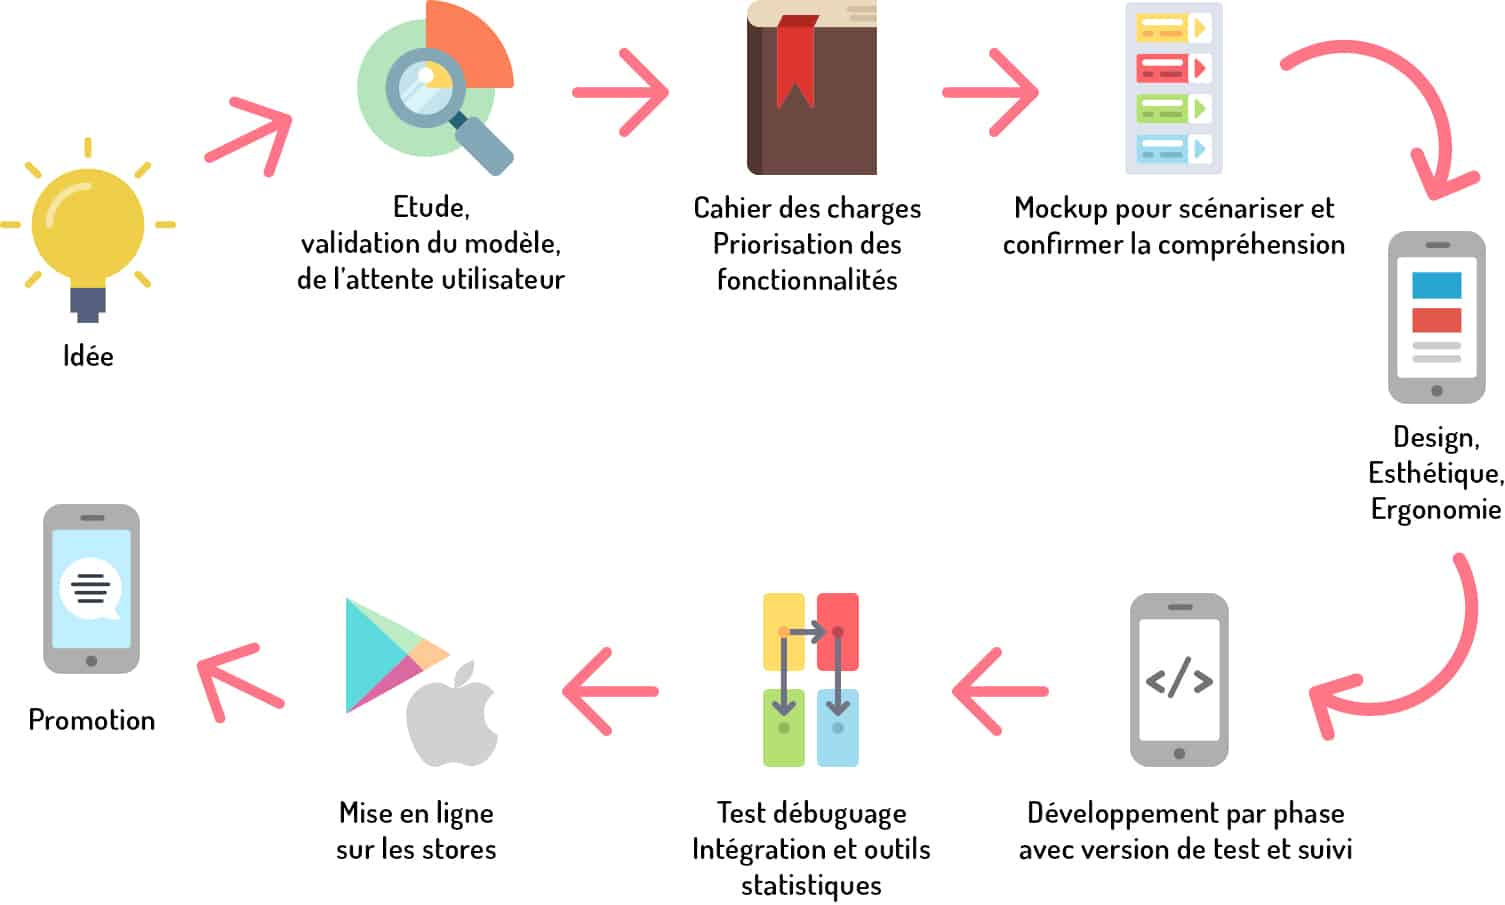 Idée
Etude,
validation du modèle,
de l'attente utilisateur
Cahier des charges
Priorisation des
fonctionnalités
Mockup pour scénariser et
confirmer la compréhension
Design,
Esthétique,
Ergonomie
</>
Développement par phase
avec version de test et suivi
Test débuguage
Intégration et outils
statistiques
Mise en ligne
sur les stores
Promotion